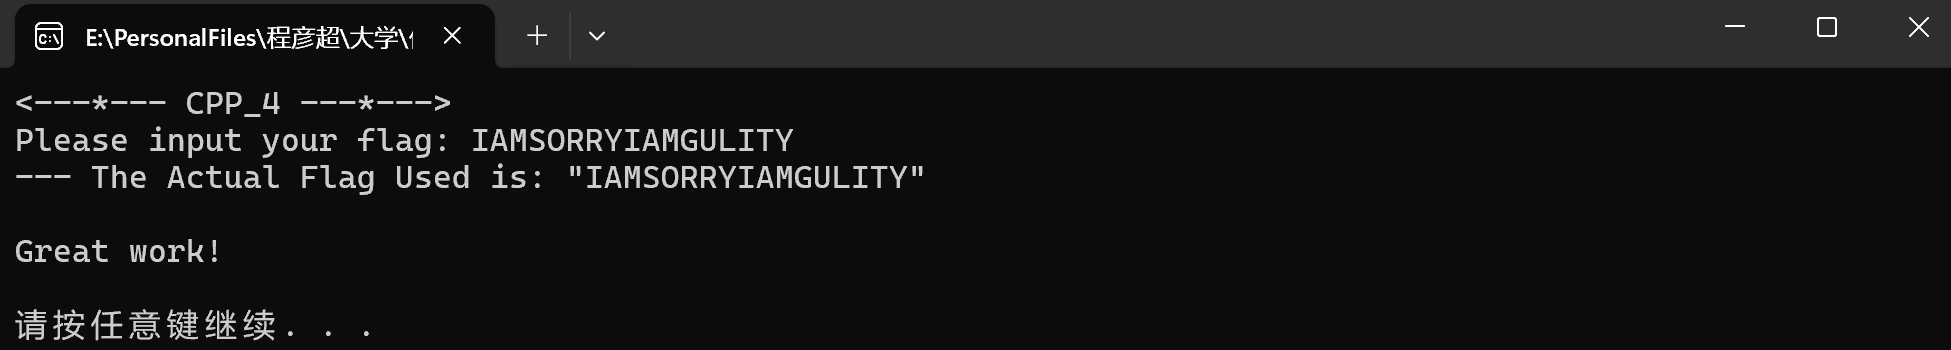 E:\PersonalFiles\程彦超\大学\
<---*--- CPP_4 ---*--->
Please input your flag: IAMSORRYIAMGULITY
--- The Actual Flag Used is: "IAMSORRYIAMGULITY"
Great work!
请按任意键继续. . .